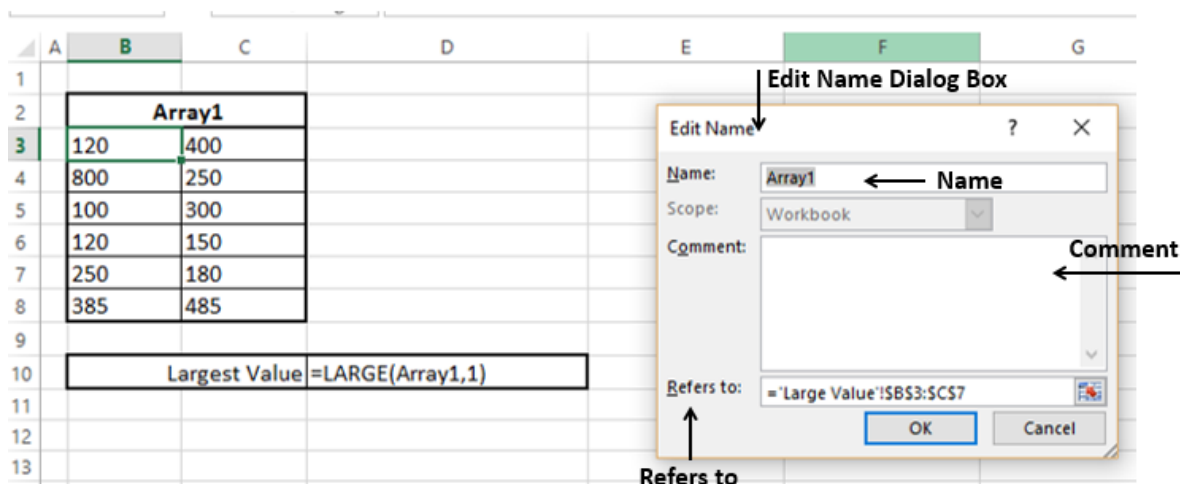 A B C D E F G
1
Edit Name Dialog Box
2 Array1
Edit Name ? ×
3 120 400
4 800 250
Name: Array1 Name
5 100 300
Scope: Workbook
6 120 150
Comment: Comment
7 250 180
8 385 485
9
10 Largest Value =LARGE(Array1,1)
Refers to: ='Large Value'!$B$3:$C$7
11
OK Cancel
12
13
Refers to